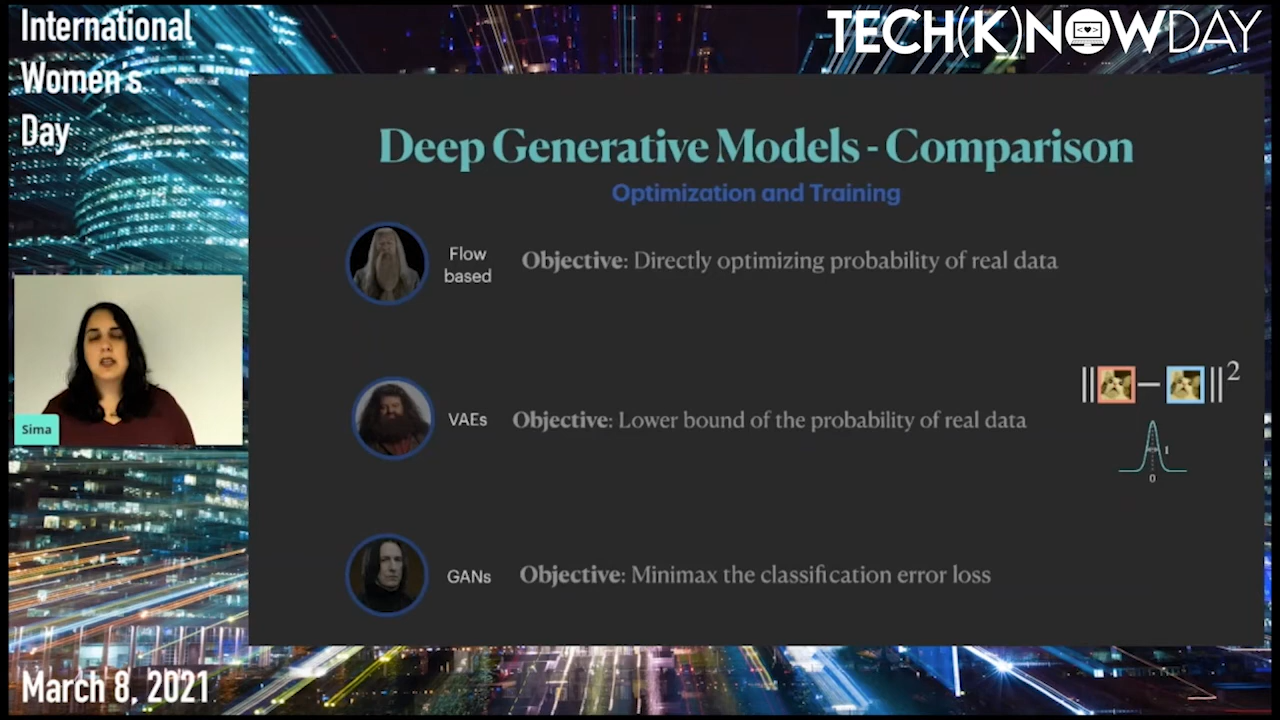 International
Women's
Day
TECH(K)NOWDAY
Deep Generative Models - Comparison
Optimization and Training
Flow
based
Objective: Directly optimizing probability of real data
VAEs
Objective: Lower bound of the probability of real data
|| — ||²
1
0
GANs
Objective: Minimax the classification error loss
Sima
March 8, 2021